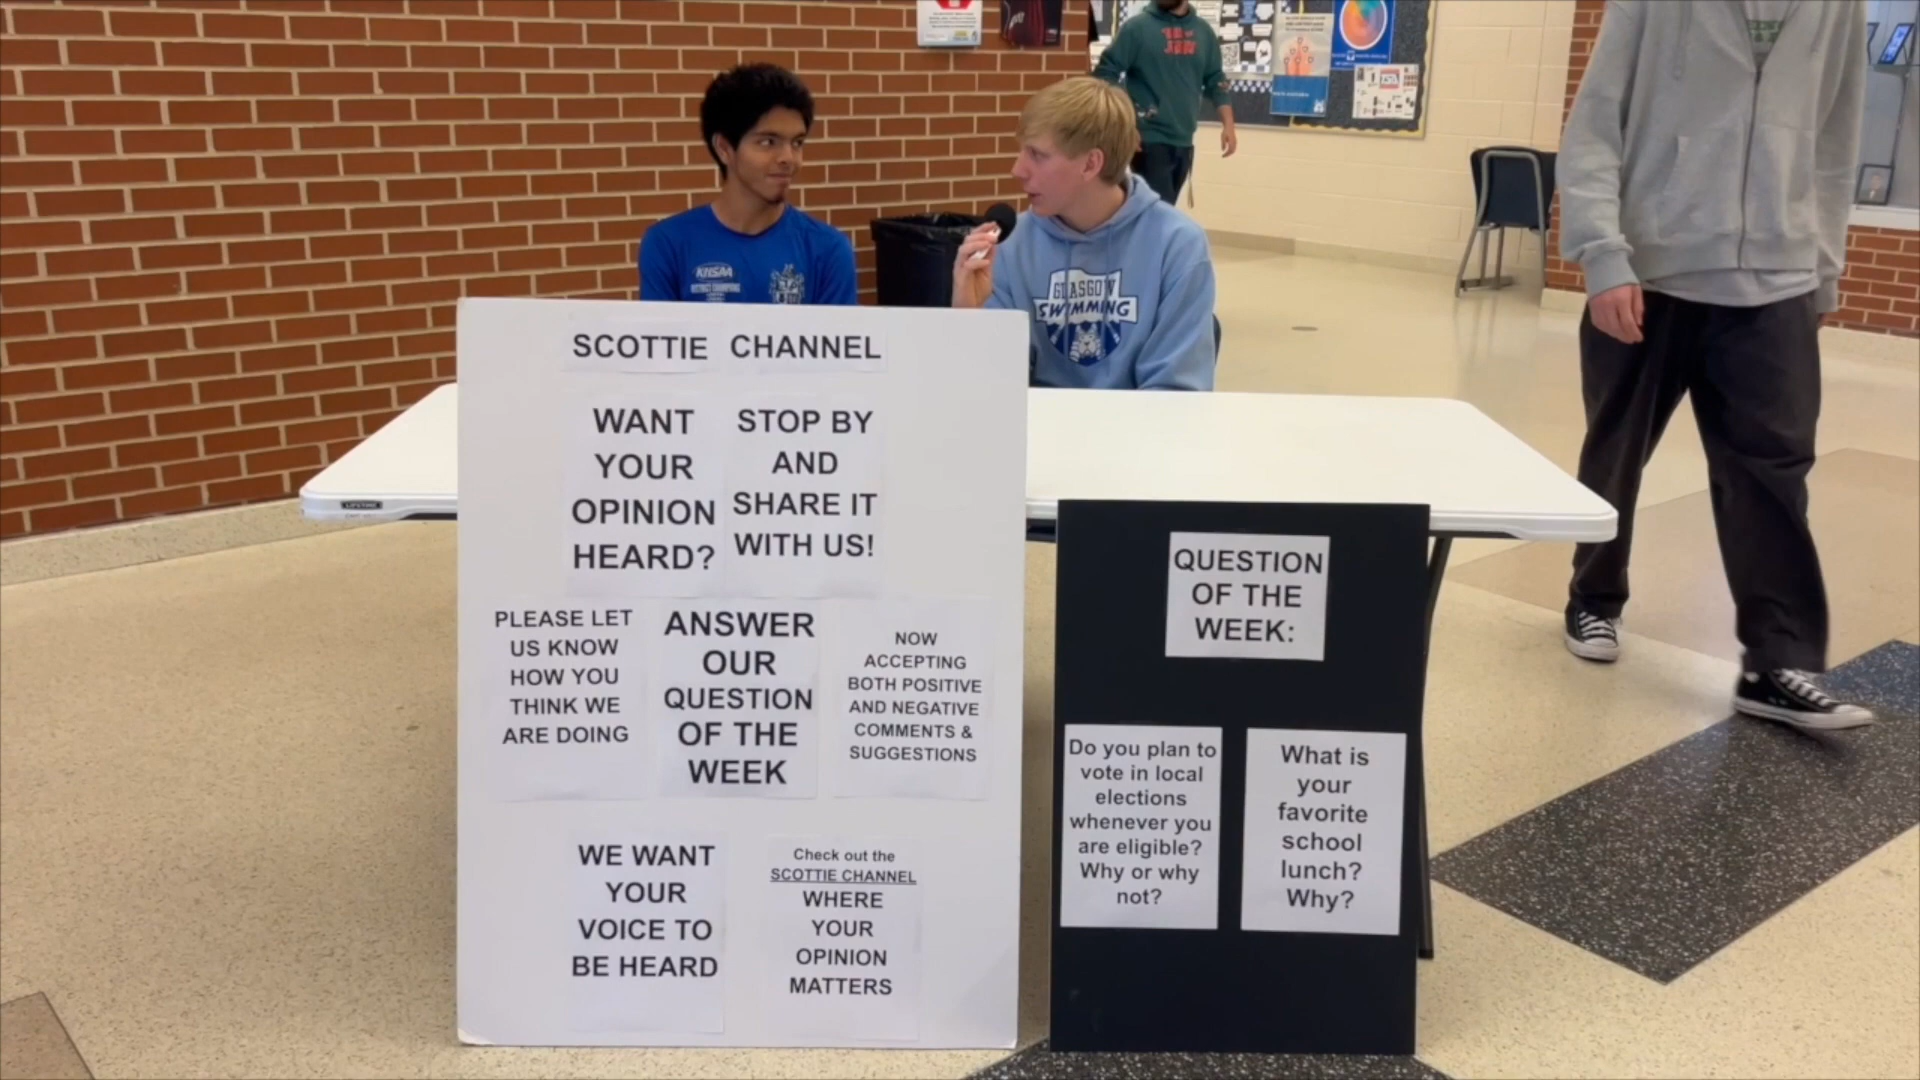 KHSAA
DISTRICT CHAMPIONS
GLASGOW
SWIMMING
LIFETIME
SCOTTIE CHANNEL
WANT
YOUR
OPINION
HEARD?
STOP BY
AND
SHARE IT
WITH US!
PLEASE LET
US KNOW
HOW YOU
THINK WE
ARE DOING
ANSWER
OUR
QUESTION
OF THE
WEEK
NOW
ACCEPTING
BOTH POSITIVE
AND NEGATIVE
COMMENTS &
SUGGESTIONS
WE WANT
YOUR
VOICE TO
BE HEARD
Check out the
SCOTTIE CHANNEL
WHERE
YOUR
OPINION
MATTERS
QUESTION
OF THE
WEEK:
Do you plan to
vote in local
elections
whenever you
are eligible?
Why or why
not?
What is
your
favorite
school
lunch?
Why?